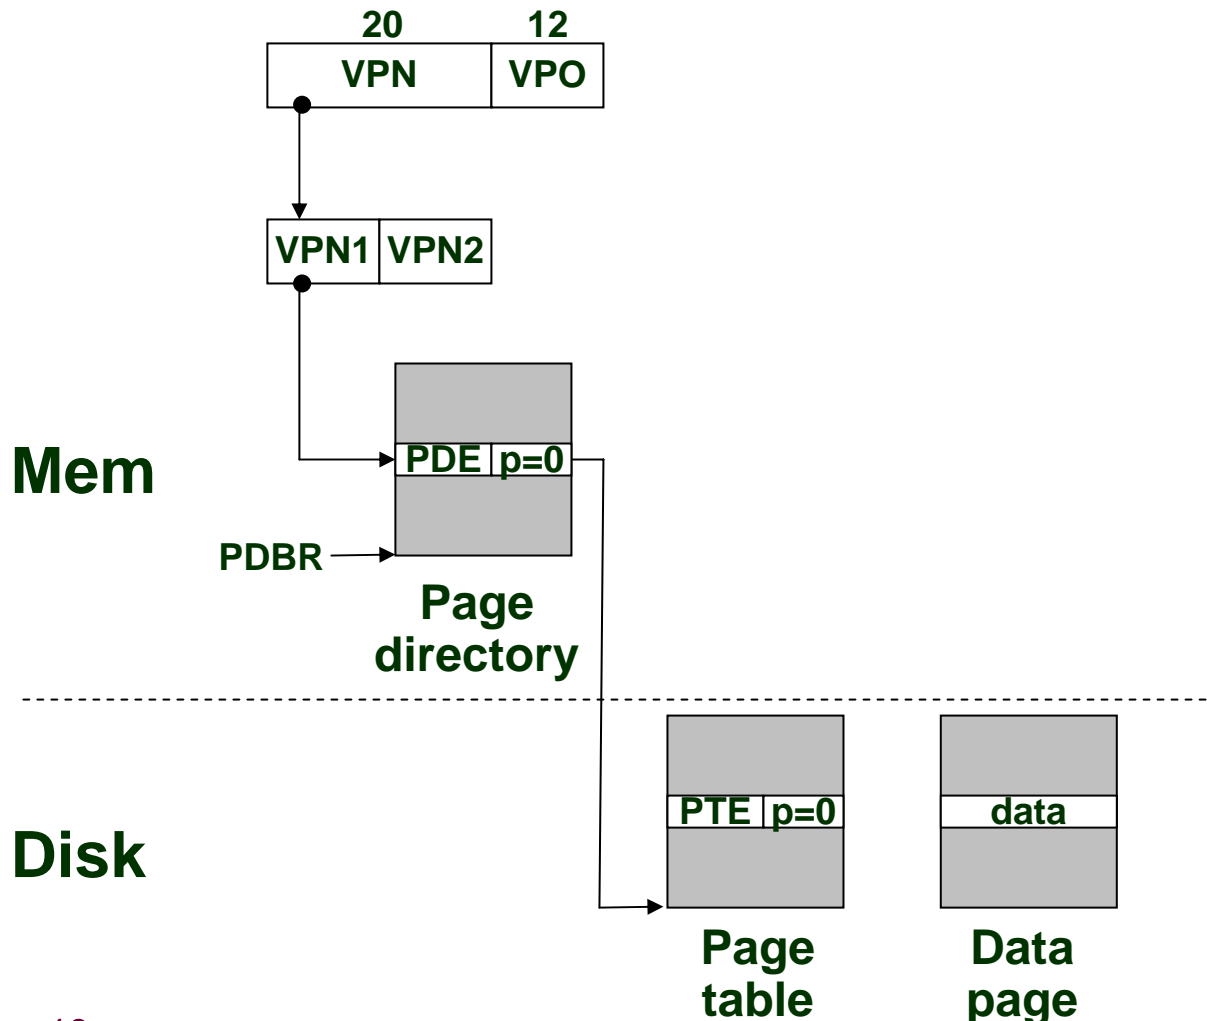 20 12
VPN VPO
VPN1 VPN2
Mem
PDE p=0
PDBR
Page
directory
Disk
PTE p=0
data
Page
table
Data
page